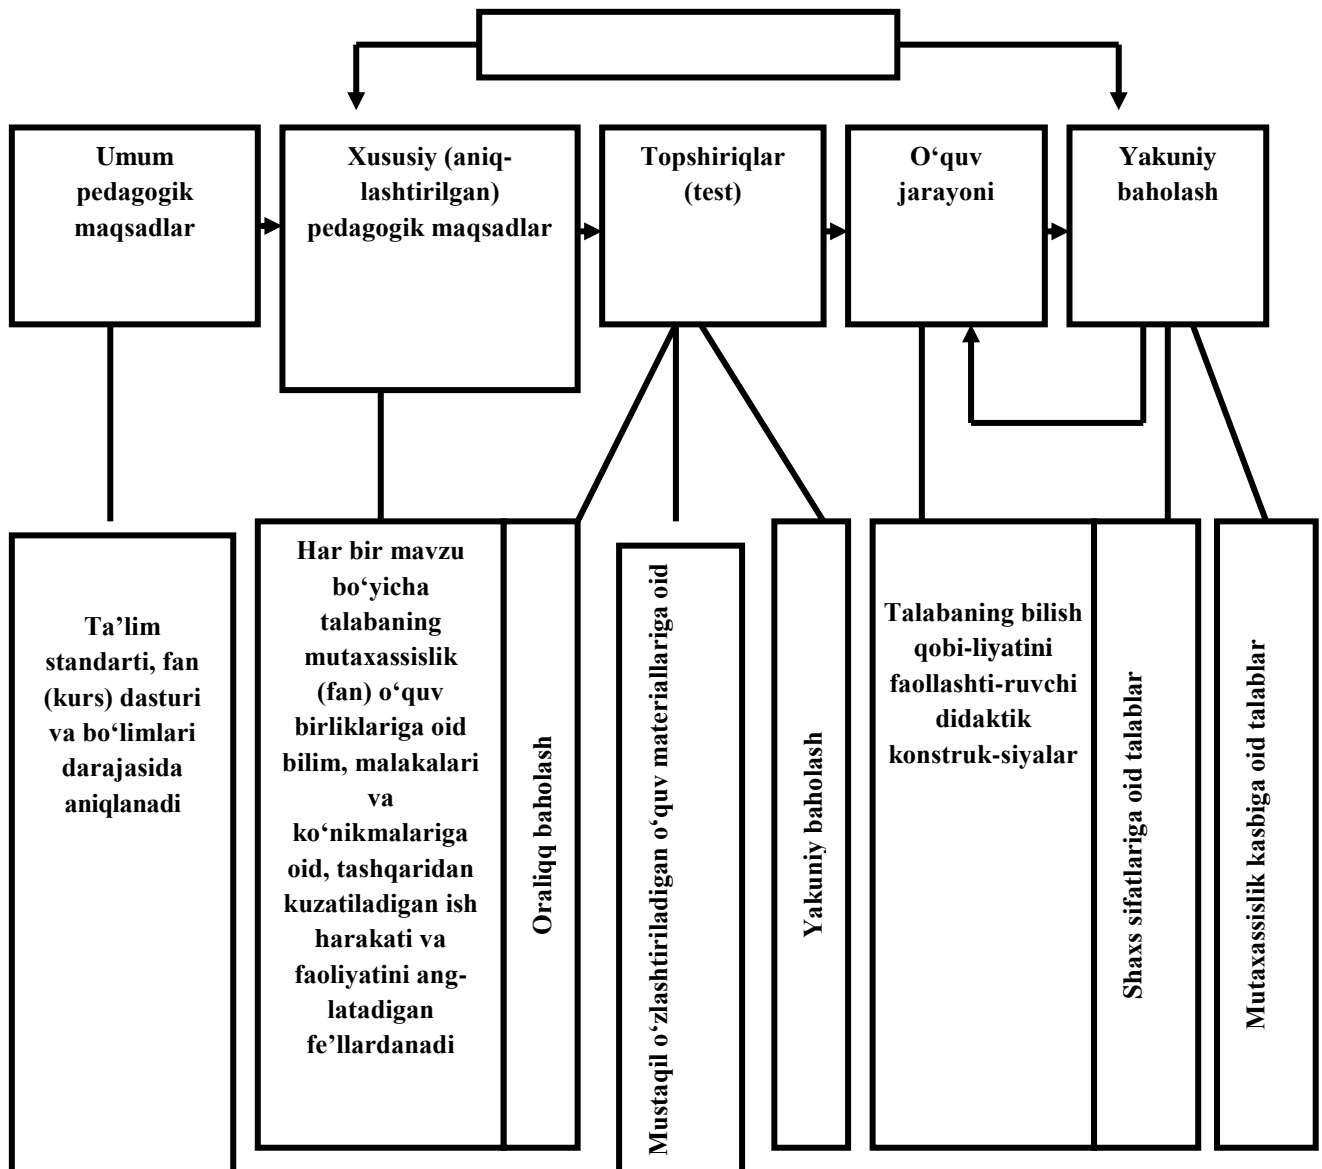 Umum
pedagogik
maqsadlar
Xususiy (aniq-
lashtirilgan)
pedagogik maqsadlar
Topshiriqlar
(test)
O‘quv
jarayoni
Yakuniy
baholash
Ta’lim
standarti, fan
(kurs) dasturi
va bo‘limlari
darajasida
aniqlanadi
Har bir mavzu
bo‘yicha
talabaning
mutaxassislik
(fan) o‘quv
birliklariga oid
bilim, malakalari
va
ko‘nikmalariga
oid, tashqaridan
kuzatiladigan ish
harakati va
faoliyatini ang-
latadigan
fe’llardanadi
Oraliqq baholash
Mustaqil o‘zlashtiriladigan o‘quv materiallariga oid
Yakuniy baholash
Talabaning bilish
qobi-liyatini
faollashti-ruvchi
didaktik
konstruk-siyalar
Shaxs sifatlariga oid talablar
Mutaxassislik kasbiga oid talablar